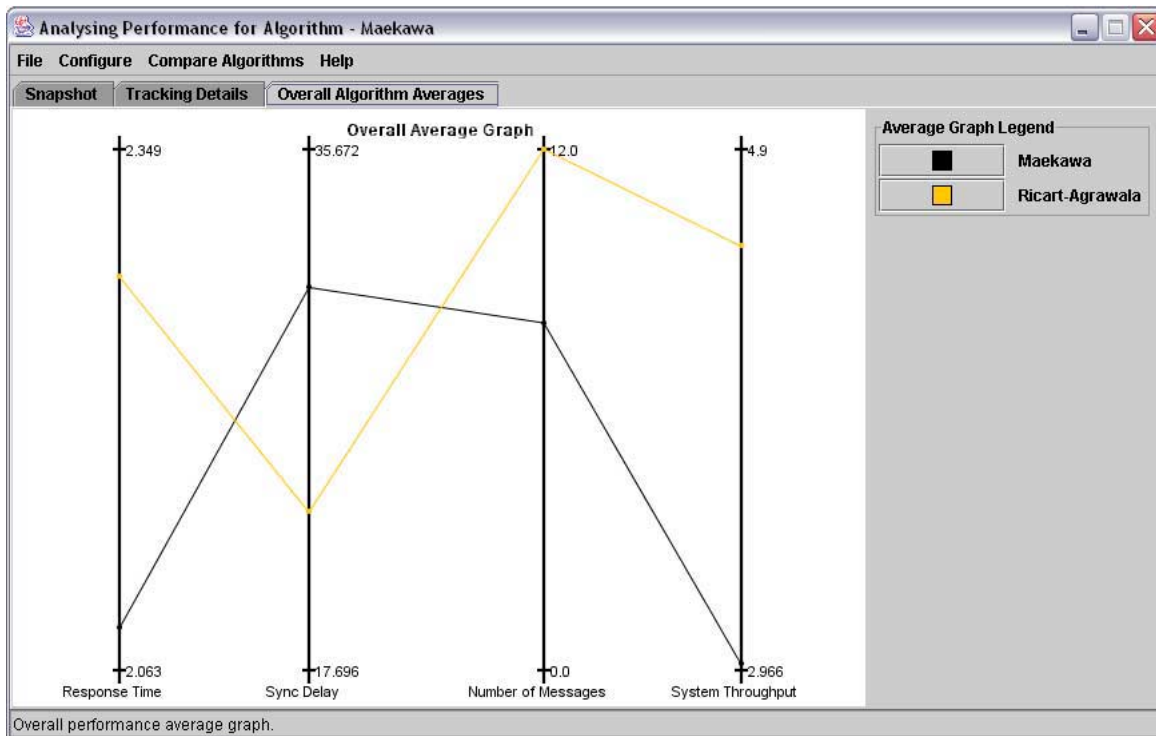 Analysing Performance for Algorithm - Maekawa
File Configure Compare Algorithms Help
Snapshot Tracking Details Overall Algorithm Averages
Overall Average Graph
2.349 35.672 12.0 4.9
2.063 17.696 0.0 2.966
Response Time Sync Delay Number of Messages System Throughput
Average Graph Legend
Maekawa
Ricart-Agrawala
Overall performance average graph.